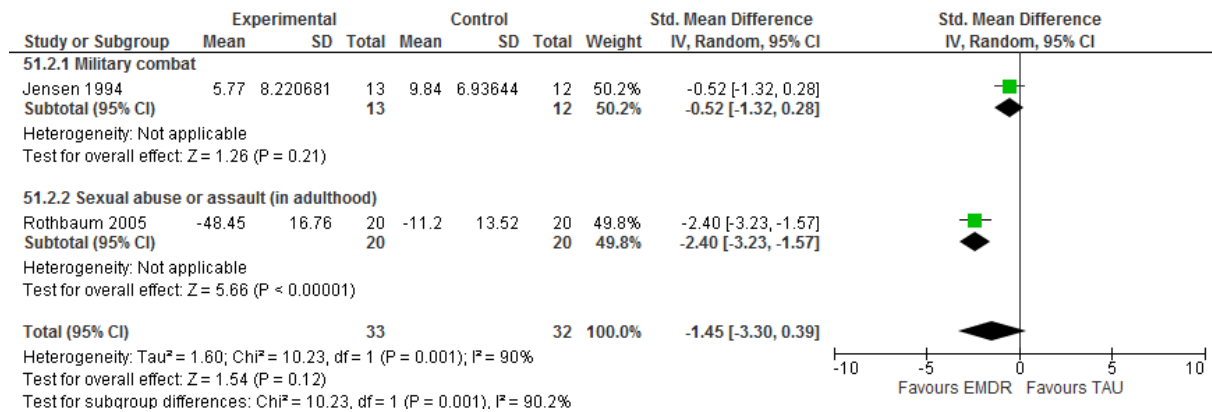 Experimental Control Std. Mean Difference Std. Mean Difference
Study or Subgroup Mean SD Total Mean SD Total Weight IV, Random, 95% CI IV, Random, 95% CI
51.2.1 Military combat
Jensen 1994 5.77 8.220681 13 9.84 6.93644 12 50.2% -0.52 [-1.32, 0.28]
Subtotal (95% CI) 13 12 50.2% -0.52 [-1.32, 0.28]
Heterogeneity: Not applicable
Test for overall effect: Z = 1.26 (P = 0.21)
51.2.2 Sexual abuse or assault (in adulthood)
Rothbaum 2005 -48.45 16.76 20 -11.2 13.52 20 49.8% -2.40 [-3.23, -1.57]
Subtotal (95% CI) 20 20 49.8% -2.40 [-3.23, -1.57]
Heterogeneity: Not applicable
Test for overall effect: Z = 5.66 (P < 0.00001)
Total (95% CI) 33 32 100.0% -1.45 [-3.30, 0.39]
Heterogeneity: Tau² = 1.60; Chi² = 10.23, df = 1 (P = 0.001); I² = 90%
Test for overall effect: Z = 1.54 (P = 0.12)
Test for subgroup differences: Chi² = 10.23, df = 1 (P = 0.001), I² = 90.2%
-10 -5 0 5 10
Favours EMDR Favours TAU